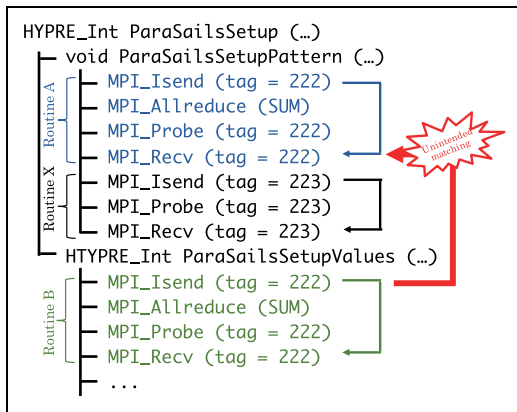 HYPRE_Int ParaSailsSetup (…)
void ParaSailsSetupPattern (…)
Routine A
MPI_Isend (tag = 222)
MPI_Allreduce (SUM)
MPI_Probe (tag = 222)
MPI_Recv (tag = 222)
Unintended
matching
Routine X
MPI_Isend (tag = 223)
MPI_Probe (tag = 223)
MPI_Recv (tag = 223)
HTYPRE_Int ParaSailsSetupValues (…)
Routine B
MPI_Isend (tag = 222)
MPI_Allreduce (SUM)
MPI_Probe (tag = 222)
MPI_Recv (tag = 222)
...